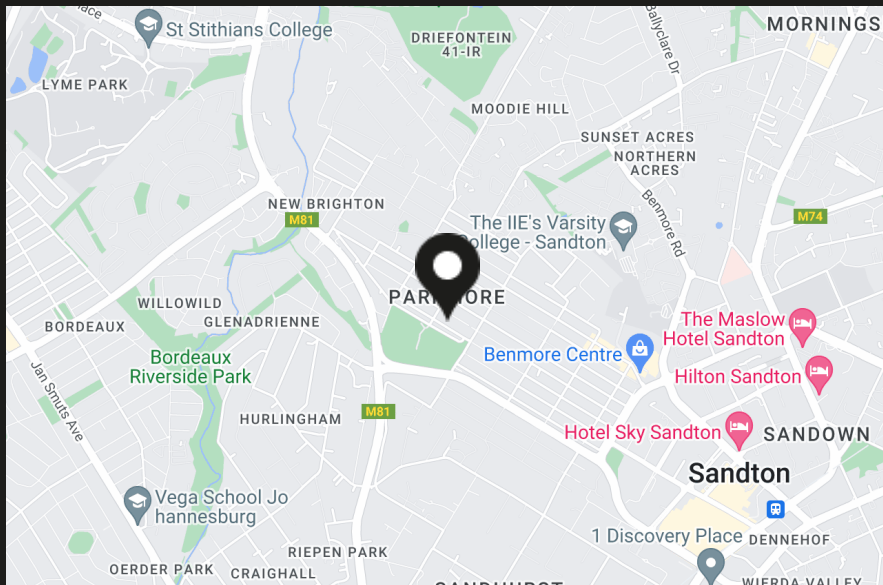 ace
St Stithians College
DRIEFONTEIN
41-IR
Ballyclare Dr
MORNINGS
LYME PARK
MOODIE HILL
SUNSET ACRES
NORTHERN
ACRES
NEW BRIGHTON
M81
Benmore Rd
M74
The IIE's Varsity
College - Sandton
PARKMORE
WILLOWILD
GLENADRIENNE
BORDEAUX
The Maslow
Hotel Sandton
Benmore Centre
Bordeaux
Riverside Park
Hilton Sandton
Jan Smuts Ave
M81
HURLINGHAM
Hotel Sky Sandton
SANDOWN
Sandton
Vega School Jo
hannesburg
1 Discovery Place
DENNEHOF
RIEPEN PARK
OERDER PARK
CRAIGHALL
SANDHURST
WIERDA VALLEY